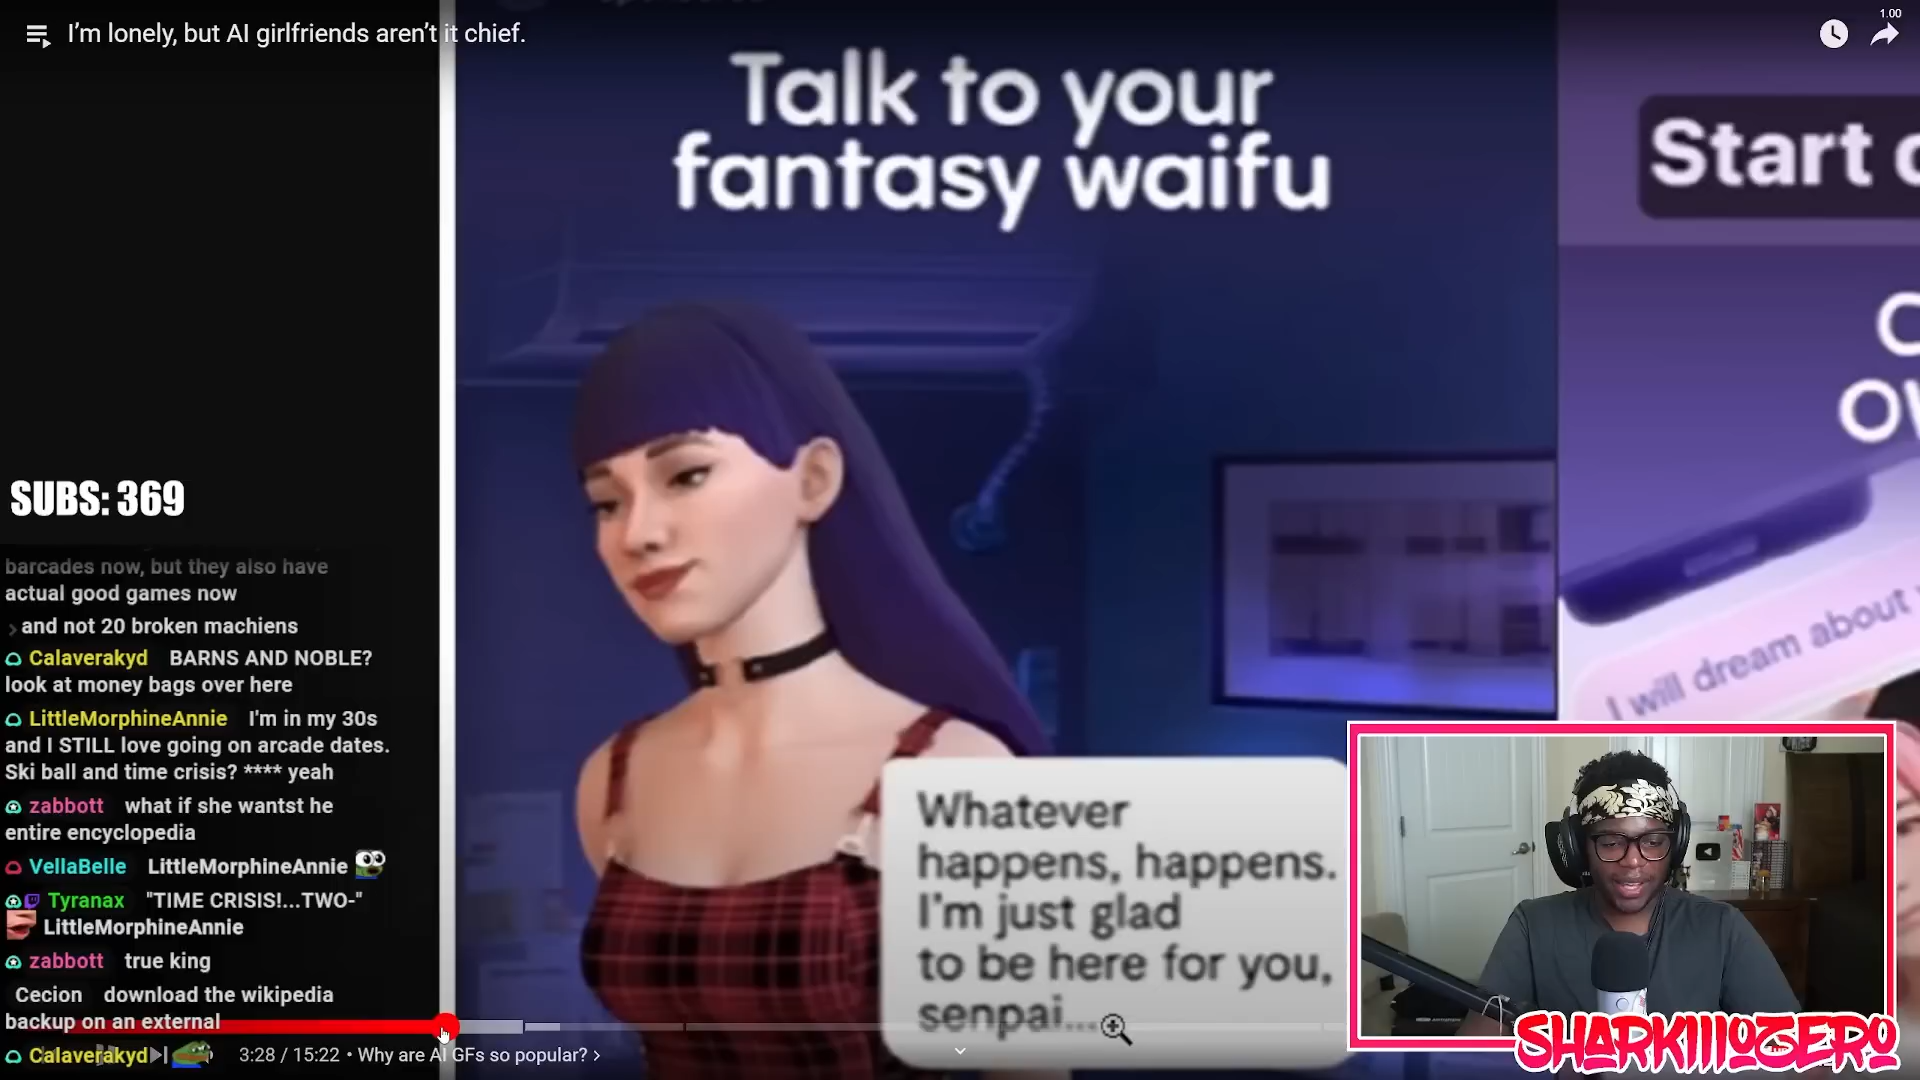 I'm lonely, but AI girlfriends aren't it chief.
1.00
Talk to your
fantasy waifu
Start
OW
I will dream about
SUBS: 369
barcades now, but they also have
actual good games now
and not 20 broken machiens
Calaverakyd BARNS AND NOBLE?
look at money bags over here
LittleMorphineAnnie I'm in my 30s
and I STILL love going on arcade dates.
Ski ball and time crisis? **** yeah
zabbott what if she wantst he
entire encyclopedia
VellaBelle LittleMorphineAnnie
Tyranax "TIME CRISIS!...TWO-"
LittleMorphineAnnie
zabbott true king
Cecion download the wikipedia
backup on an external
Calaverakyd
3:28 / 15:22 • Why are AI GFs so popular? >
Whatever
happens, happens.
I'm just glad
to be here for you,
senpai...
SHARK111OZERO